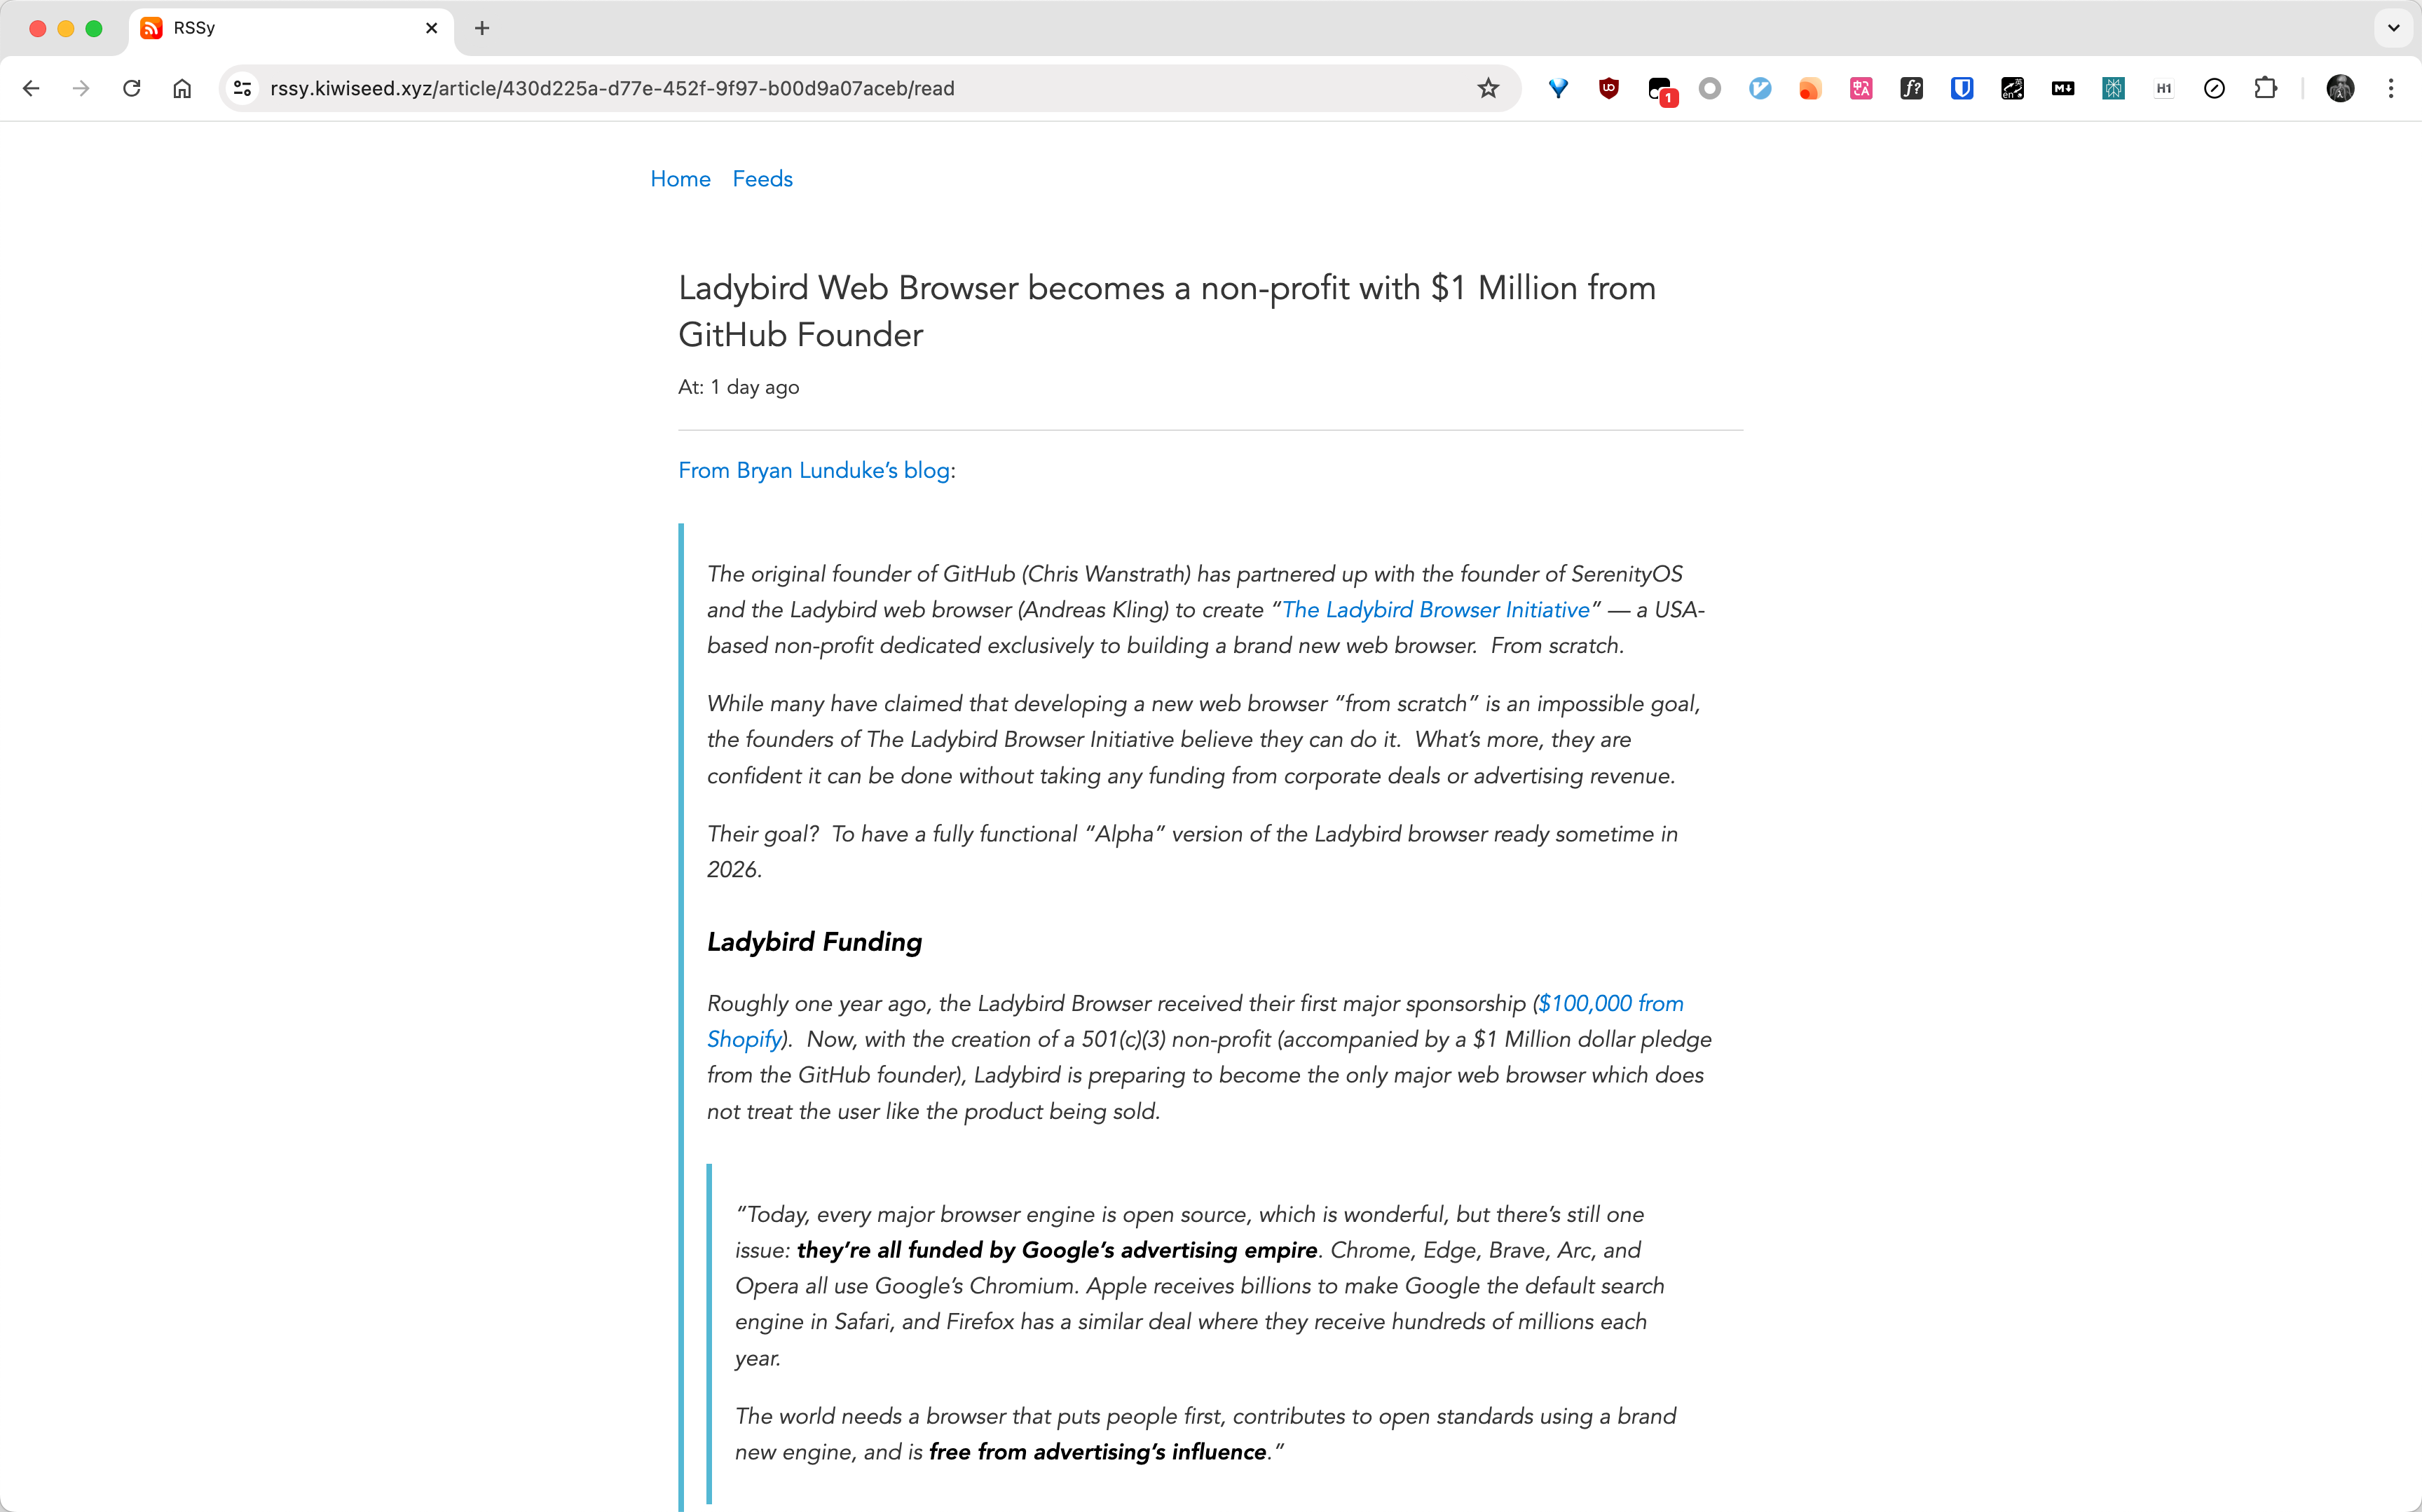 RSSy
rssy.kiwiseed.xyz/article/430d225a-d77e-452f-9f97-b00d9a07aceb/read
1
f?
en
M↓
H1
Home Feeds
Ladybird Web Browser becomes a non-profit with $1 Million from
GitHub Founder
At: 1 day ago
From Bryan Lunduke’s blog:
The original founder of GitHub (Chris Wanstrath) has partnered up with the founder of SerenityOS
and the Ladybird web browser (Andreas Kling) to create “The Ladybird Browser Initiative” — a USA-
based non-profit dedicated exclusively to building a brand new web browser.  From scratch.
While many have claimed that developing a new web browser “from scratch” is an impossible goal,
the founders of The Ladybird Browser Initiative believe they can do it.  What’s more, they are
confident it can be done without taking any funding from corporate deals or advertising revenue.
Their goal?  To have a fully functional “Alpha” version of the Ladybird browser ready sometime in
2026.
Ladybird Funding
Roughly one year ago, the Ladybird Browser received their first major sponsorship ($100,000 from
Shopify).  Now, with the creation of a 501(c)(3) non-profit (accompanied by a $1 Million dollar pledge
from the GitHub founder), Ladybird is preparing to become the only major web browser which does
not treat the user like the product being sold.
“Today, every major browser engine is open source, which is wonderful, but there’s still one
issue: they’re all funded by Google’s advertising empire. Chrome, Edge, Brave, Arc, and
Opera all use Google’s Chromium. Apple receives billions to make Google the default search
engine in Safari, and Firefox has a similar deal where they receive hundreds of millions each
year.
The world needs a browser that puts people first, contributes to open standards using a brand
new engine, and is free from advertising’s influence.”